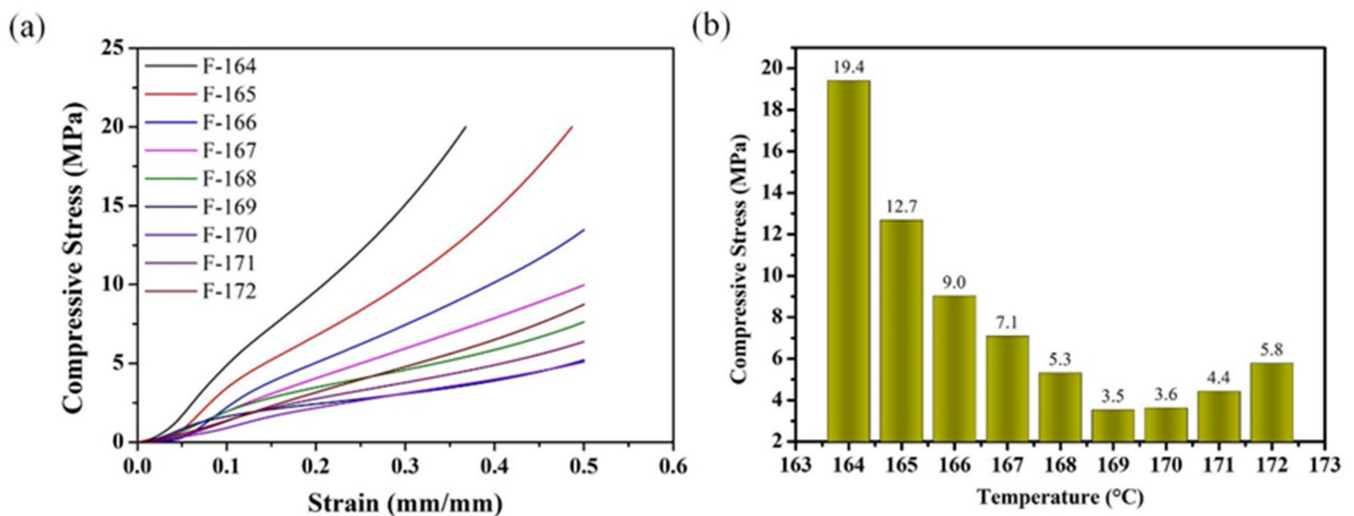 (a)
25
20
15
10
5
0
Compressive Stress (MPa)
F-164
F-165
F-166
F-167
F-168
F-169
F-170
F-171
F-172
0.0 0.1 0.2 0.3 0.4 0.5 0.6
Strain (mm/mm)
(b)
20
18
16
14
12
10
8
6
4
2
Compressive Stress (MPa)
19.4
12.7
9.0
7.1
5.3
3.5
3.6
4.4
5.8
163 164 165 166 167 168 169 170 171 172 173
Temperature (°C)